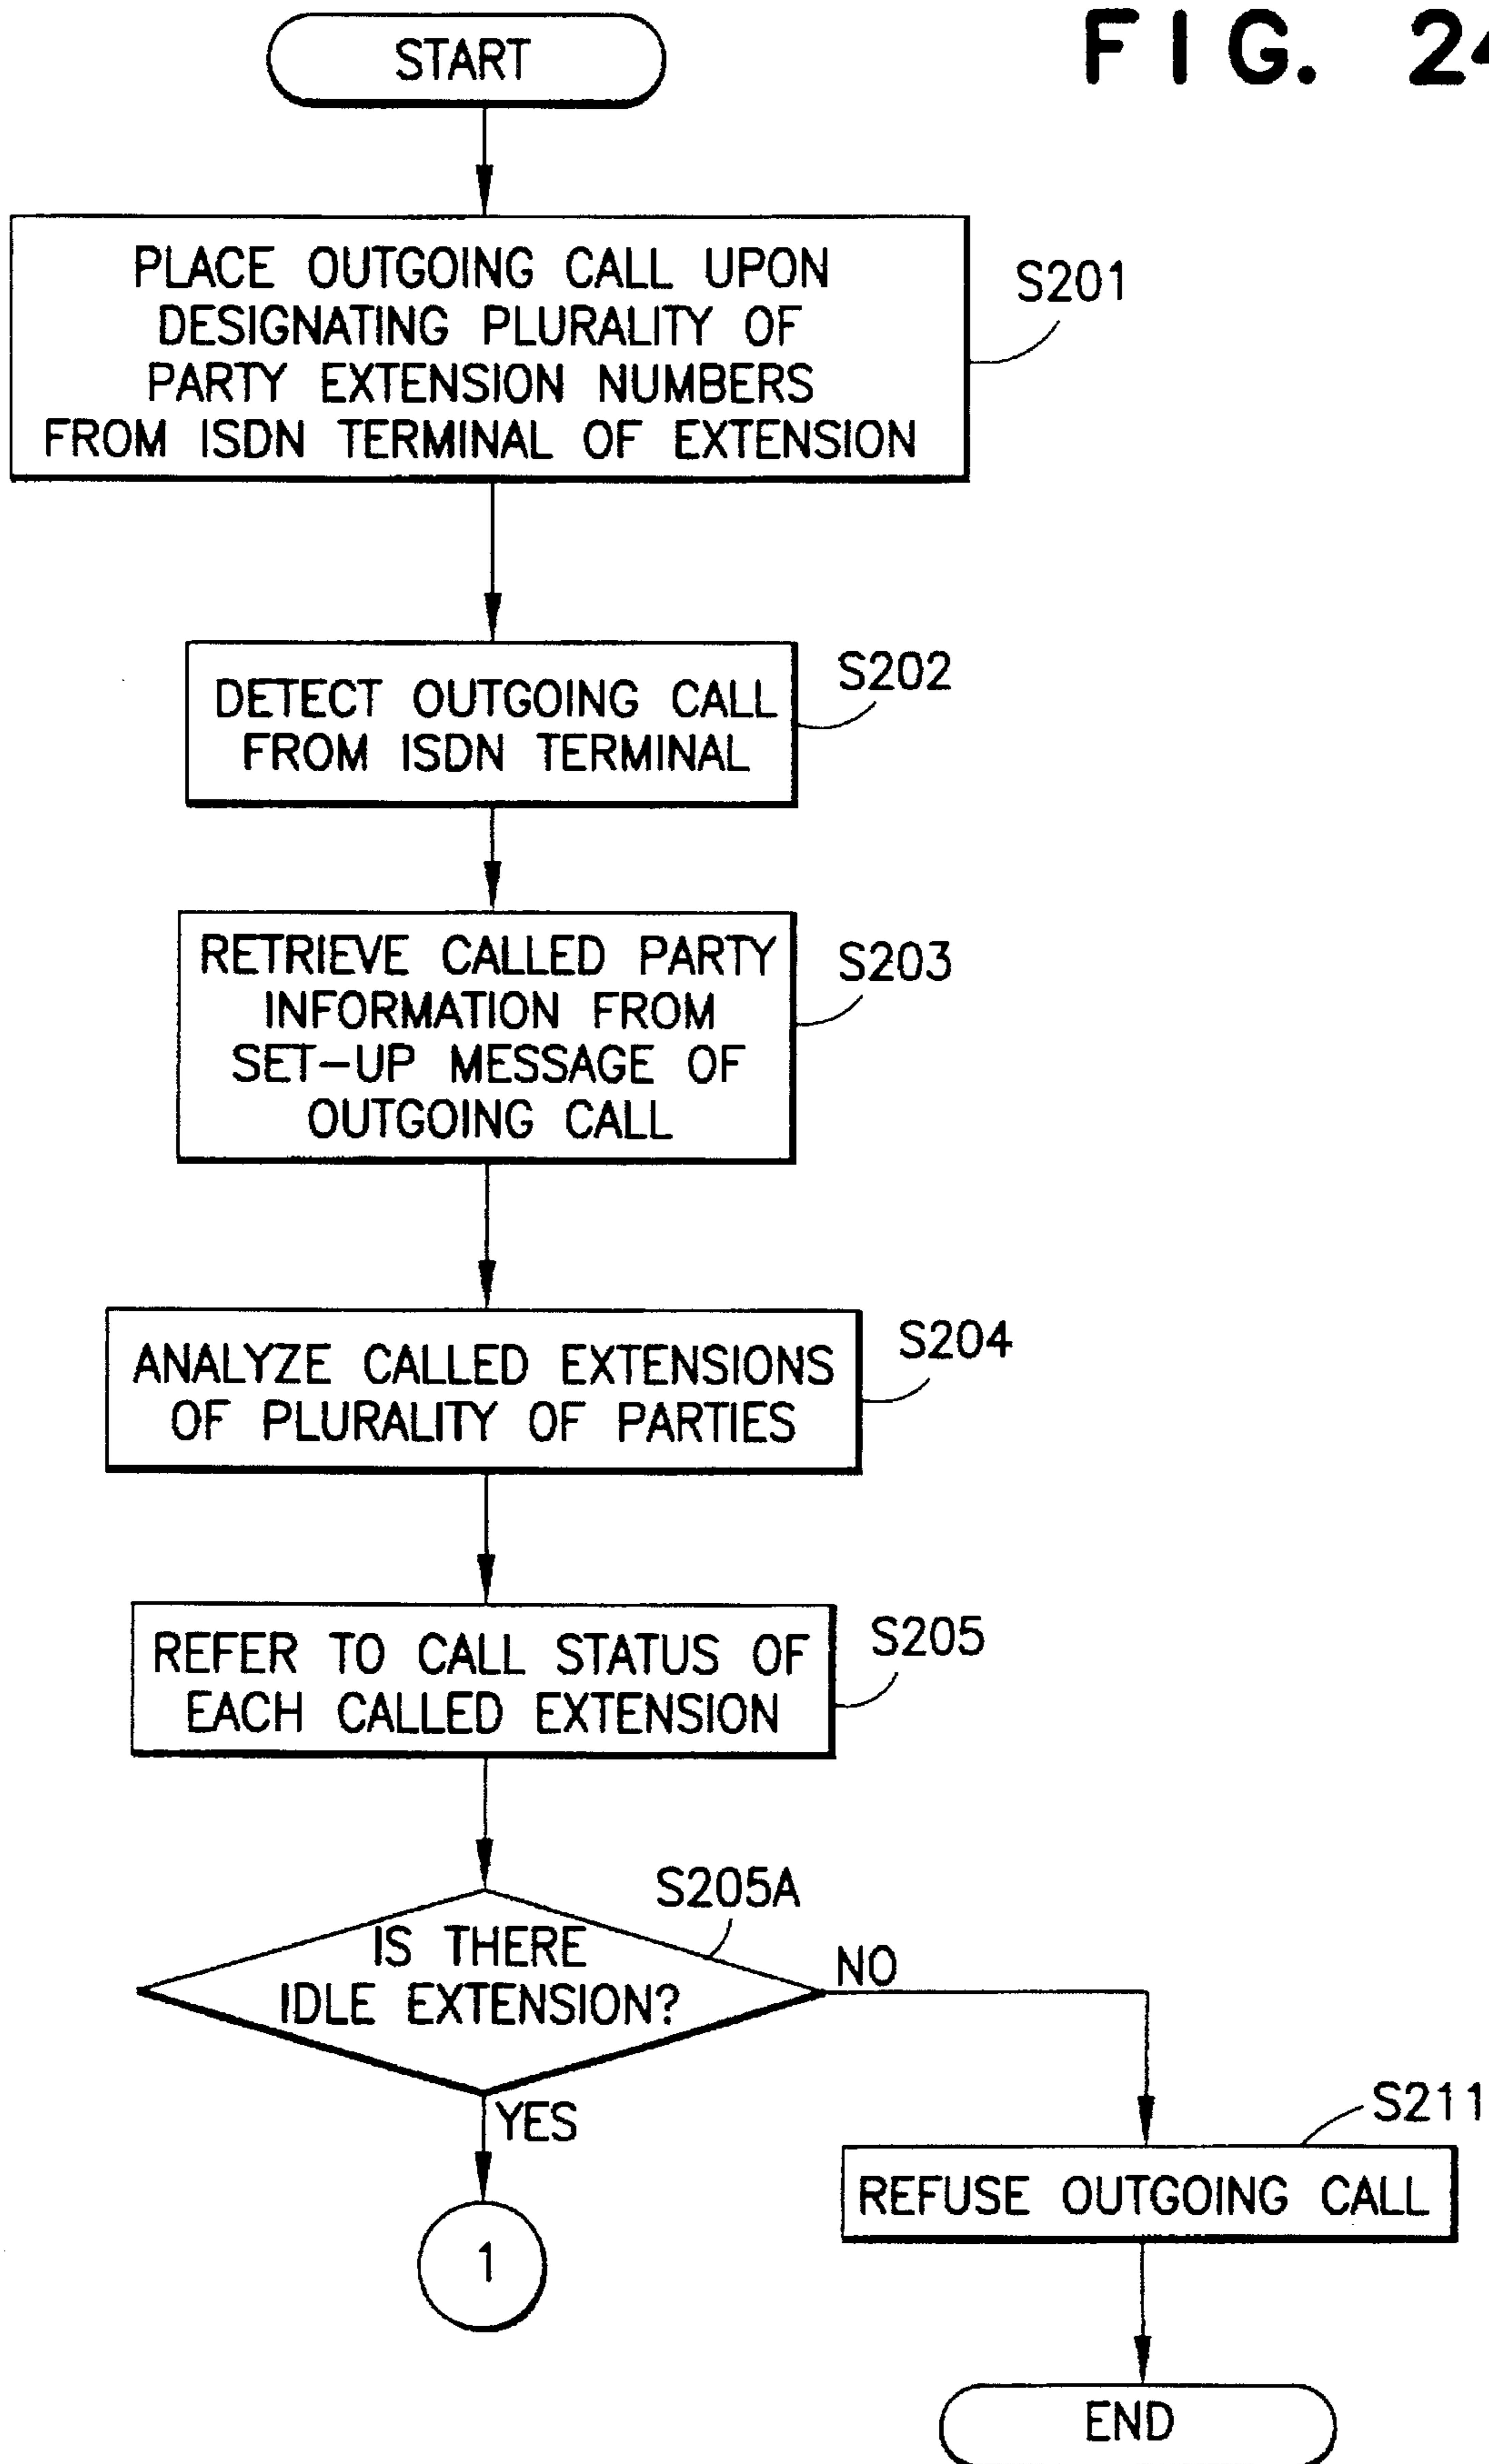 FIG. 24
START
PLACE OUTGOING CALL UPON
DESIGNATING PLURALITY OF
PARTY EXTENSION NUMBERS
FROM ISDN TERMINAL OF EXTENSION
S201
DETECT OUTGOING CALL
FROM ISDN TERMINAL
S202
RETRIEVE CALLED PARTY
INFORMATION FROM
SET-UP MESSAGE OF
OUTGOING CALL
S203
ANALYZE CALLED EXTENSIONS
OF PLURALITY OF PARTIES
S204
REFER TO CALL STATUS OF
EACH CALLED EXTENSION
S205
S205A
IS THERE
IDLE EXTENSION?
NO
YES
1
S211
REFUSE OUTGOING CALL
END